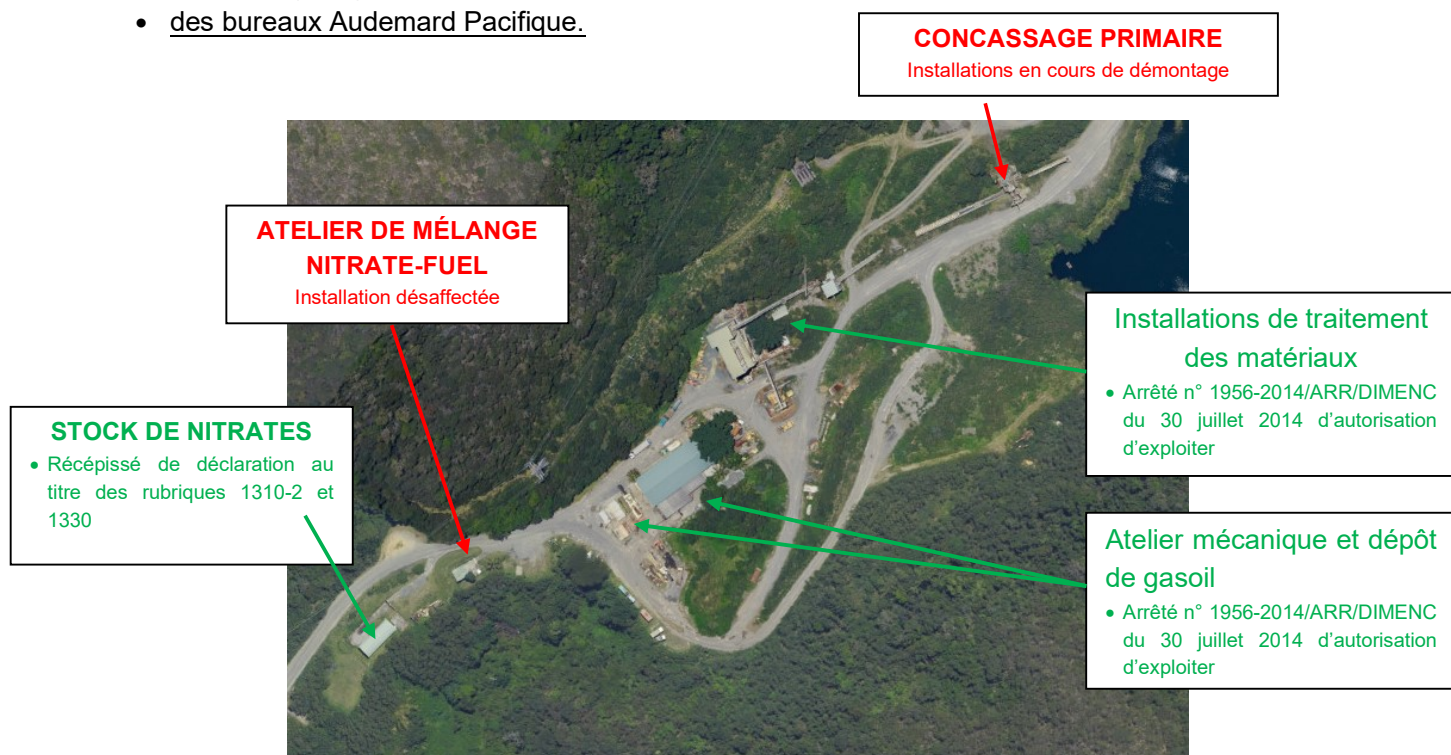 • des bureaux Audemard Pacifique.
CONCASSAGE PRIMAIRE
Installations en cours de démontage
ATELIER DE MÉLANGE
NITRATE-FUEL
Installation désaffectée
Installations de traitement
des matériaux
• Arrêté n° 1956-2014/ARR/DIMENC
du 30 juillet 2014 d’autorisation
d’exploiter
STOCK DE NITRATES
• Récépissé de déclaration au
titre des rubriques 1310-2 et
1330
Atelier mécanique et dépôt
de gasoil
• Arrêté n° 1956-2014/ARR/DIMENC
du 30 juillet 2014 d’autorisation
d’exploiter